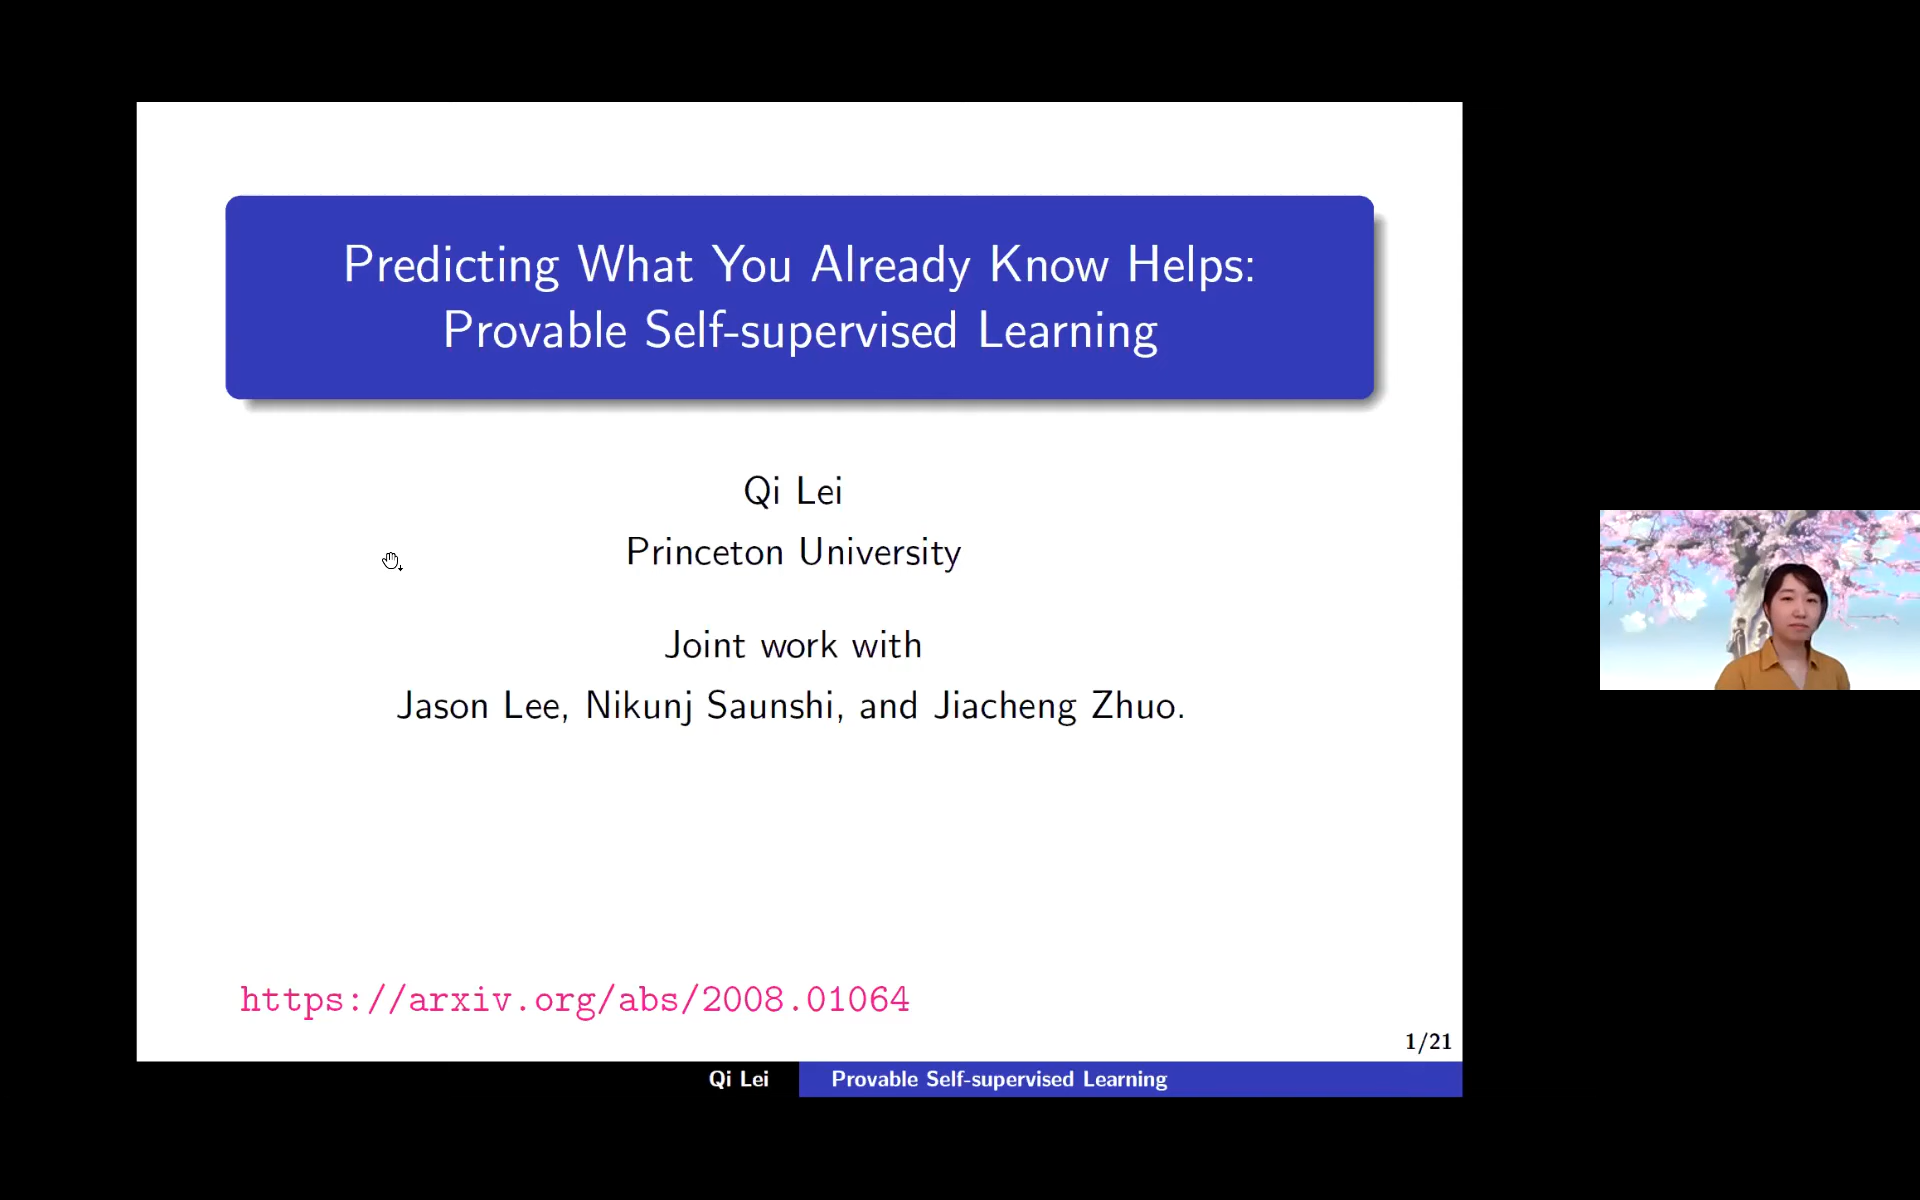 Predicting What You Already Know Helps:
Provable Self-supervised Learning
Qi Lei
Princeton University
Joint work with
Jason Lee, Nikunj Saunshi, and Jiacheng Zhuo.
https://arxiv.org/abs/2008.01064
1/21
Qi Lei
Provable Self-supervised Learning